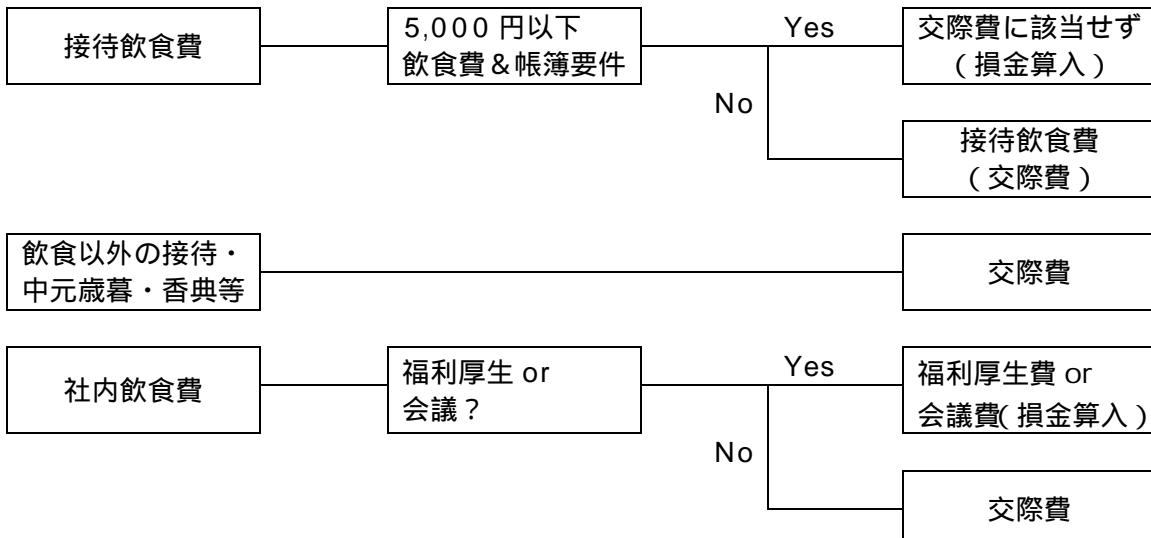 接待飲食費
5,000 円以下
飲食費＆帳簿要件
Yes
交際費に該当せず
（損金算入）
No
接待飲食費
（交際費）
飲食以外の接待・
中元歳暮・香典等
交際費
社内飲食費
福利厚生 or
会議？
Yes
福利厚生費 or
会議費（損金算入）
No
交際費